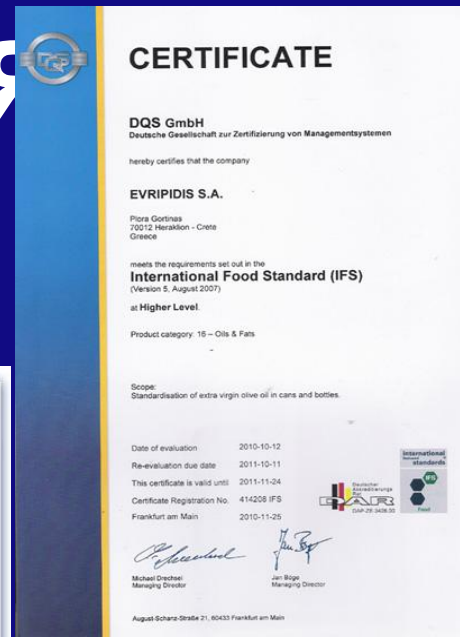 DQS
CERTIFICATE
DQS GmbH
Deutsche Gesellschaft zur Zertifizierung von Managementsystemen
hereby certifies that the company
EVRIPIDIS S.A.
Plora Gortinas
70012 Heraklion - Crete
Greece
meets the requirements set out in the
International Food Standard (IFS)
(Version 5, August 2007)
at Higher Level.
Product category: 16 – Oils & Fats
Scope:
Standardisation of extra virgin olive oil in cans and bottles.
Date of evaluation 2010-10-12
Re-evaluation due date 2011-10-11
This certificate is valid until 2011-11-24
Certificate Registration No. 414208 IFS
Frankfurt am Main 2010-11-25
Deutscher
Akkreditierungs
Rat
DAR
international
standards
IFS
Food
Michael Drechsel
Managing Director
Jan Böge
Managing Director
August-Schanz-Straße 21, 60433 Frankfurt am Main